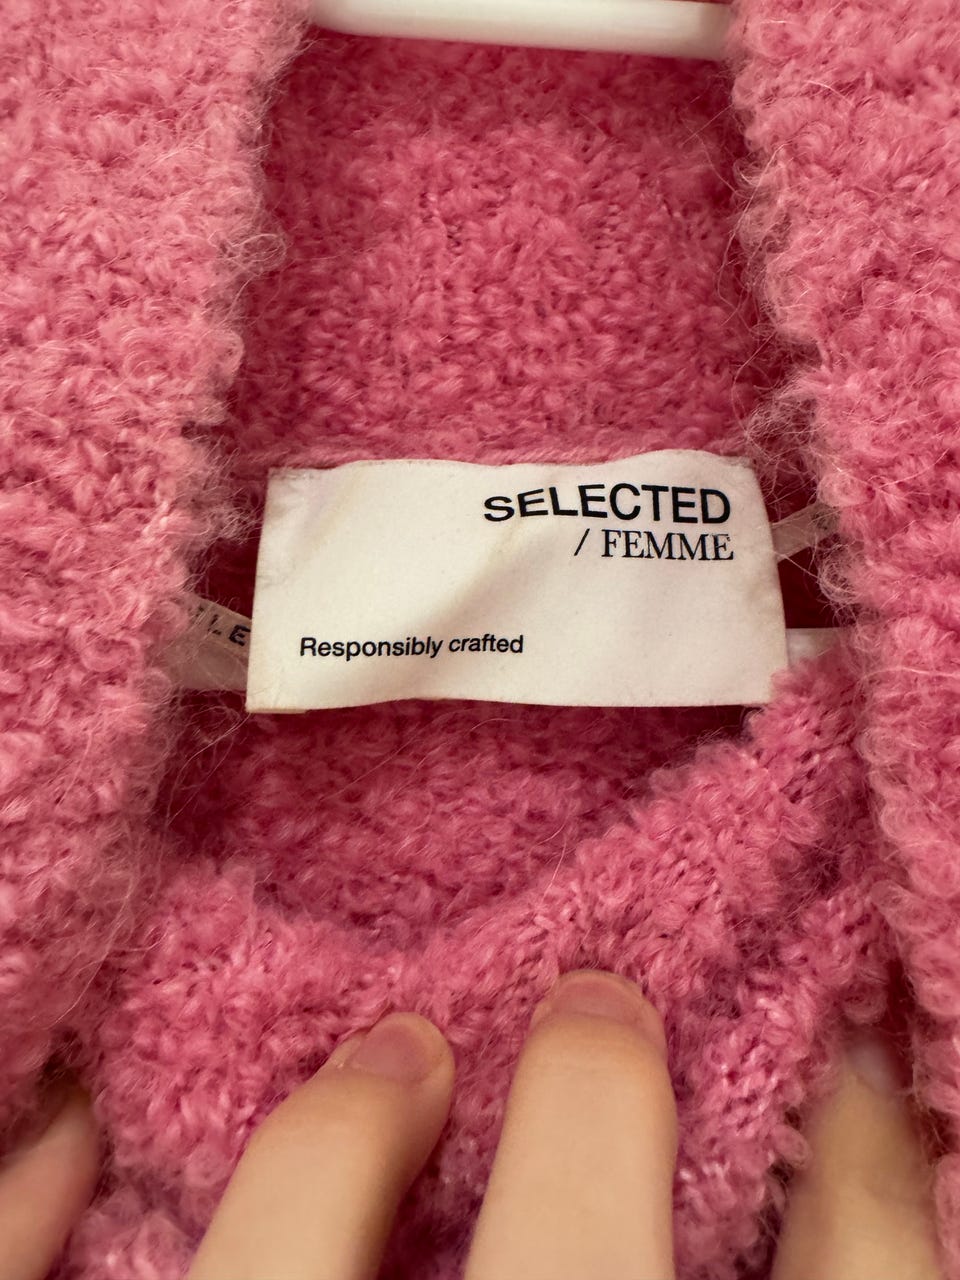 SELECTED
/ FEMME
Responsibly crafted